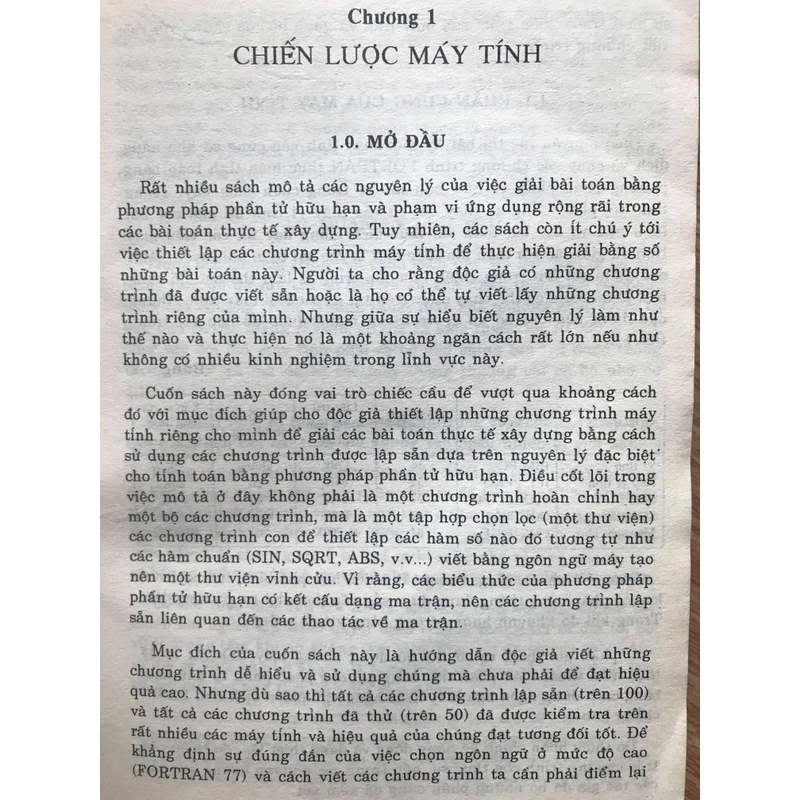 Chương 1
CHIẾN LƯỢC MÁY TÍNH
1.0. MỞ ĐẦU
Rất nhiều sách mô tả các nguyên lý của việc giải bài toán bằng
phương pháp phần tử hữu hạn và phạm vi ứng dụng rộng rãi trong
các bài toán thực tế xây dựng. Tuy nhiên, các sách còn ít chú ý tới
việc thiết lập các chương trình máy tính để thực hiện giải bằng số
những bài toán này. Người ta cho rằng độc giả có những chương
trình đã được viết sẵn hoặc là họ có thể tự viết lấy những chương
trình riêng của mình. Nhưng giữa sự hiểu biết nguyên lý làm như
thế nào và thực hiện nó là một khoảng ngăn cách rất lớn nếu như
không có nhiều kinh nghiệm trong lĩnh vực này.
Cuốn sách này đóng vai trò chiếc cầu để vượt qua khoảng cách
đó với mục đích giúp cho độc giả thiết lập những chương trình máy
tính riêng cho mình để giải các bài toán thực tế xây dựng bằng cách
sử dụng các chương trình được lập sẵn dựa trên nguyên lý đặc biệt
cho tính toán bằng phương pháp phần tử hữu hạn. Điều cốt lõi trong
việc mô tả ở đây không phải là một chương trình hoàn chỉnh hay
một bộ các chương trình, mà là một tập hợp chọn lọc (một thư viện)
các chương trình con để thiết lập các hàm số nào đó tương tự như
các hàm chuẩn (SIN, SQRT, ABS, v.v...) viết bằng ngôn ngữ máy tạo
nên một thư viện vĩnh cửu. Vì rằng, các biểu thức của phương pháp
phần tử hữu hạn có kết cấu dạng ma trận, nên các chương trình lập
sẵn liên quan đến các thao tác về ma trận.
Mục đích của cuốn sách này là hướng dẫn độc giả viết những
chương trình dễ hiểu và sử dụng chúng mà chưa phải để đạt hiệu
quả cao. Nhưng dù sao thì tất cả các chương trình lập sẵn (trên 100)
và tất cả các chương trình đã thử (trên 50) đã được kiểm tra trên
rất nhiều các máy tính và hiệu quả của chúng đạt tương đối tốt. Để
khẳng định sự đúng đắn của việc chọn ngôn ngữ ở mức độ cao
(FORTRAN 77) và cách viết các chương trình ta cần phải điểm lại